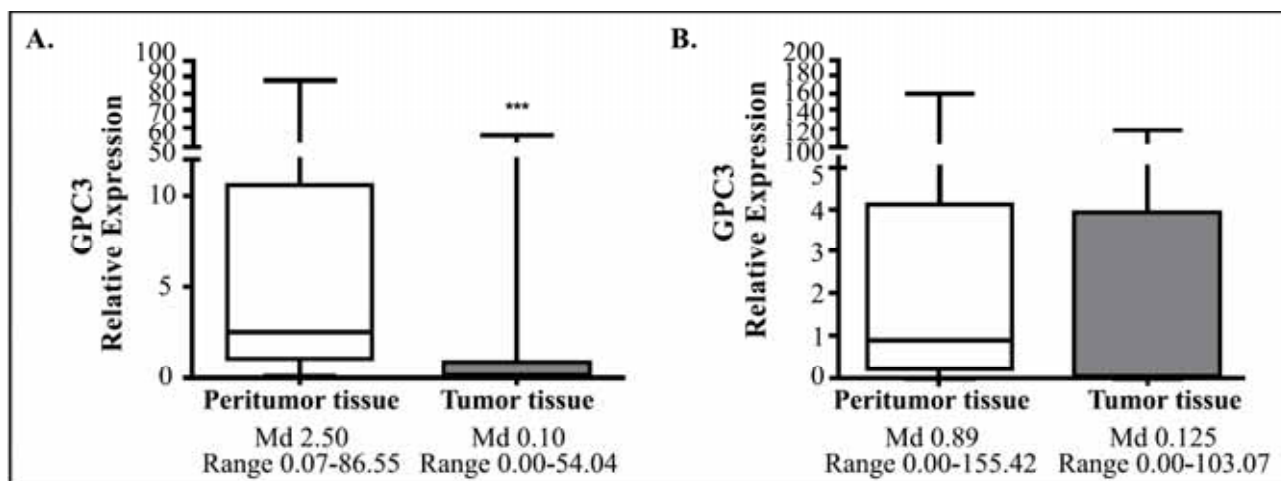 A.
GPC3
Relative Expression
100
90
80
70
60
50
10
5
0
***
Peritumor tissue
Md 2.50
Range 0.07-86.55
Tumor tissue
Md 0.10
Range 0.00-54.04
B.
GPC3
Relative Expression
200
180
160
140
120
100
5
4
3
2
1
0
Peritumor tissue
Md 0.89
Range 0.00-155.42
Tumor tissue
Md 0.125
Range 0.00-103.07